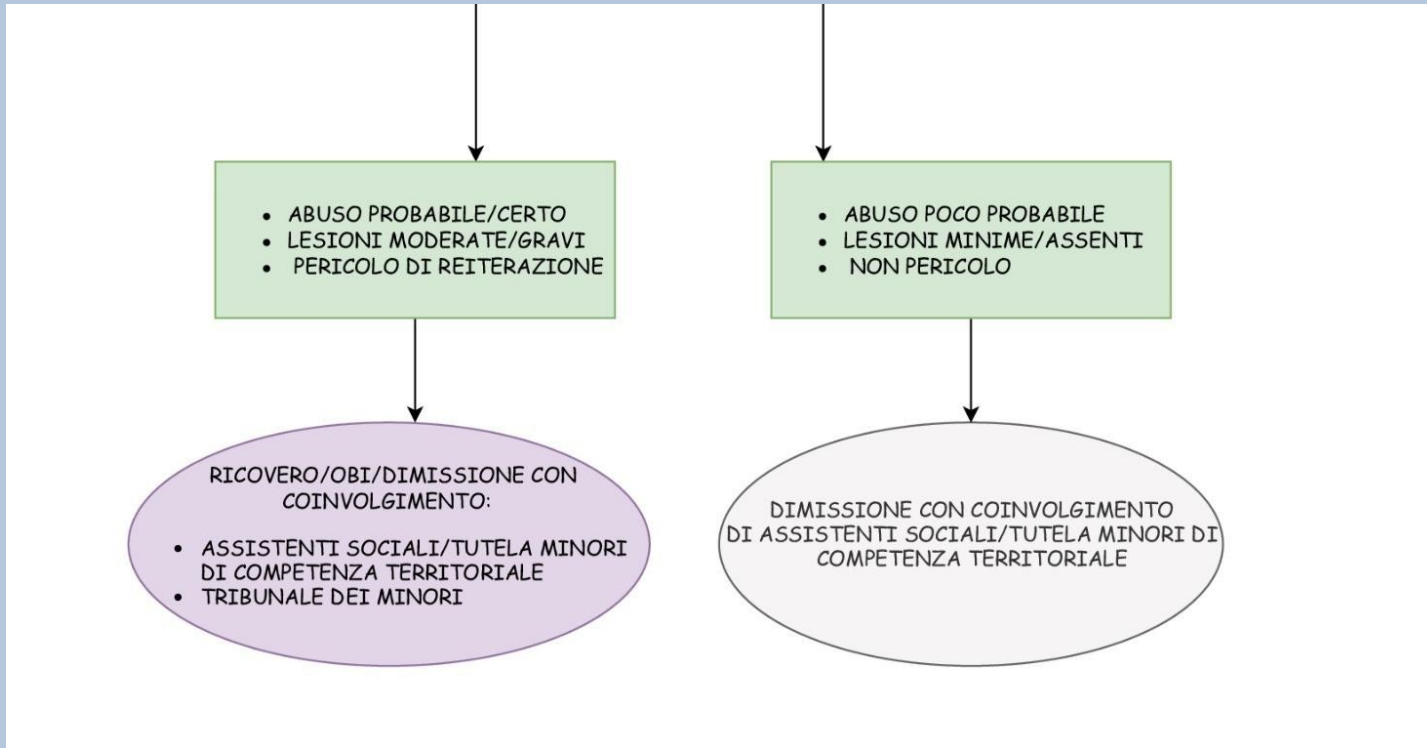 • ABUSO PROBABILE/CERTO
• LESIONI MODERATE/GRAVI
• PERICOLO DI REITERAZIONE
• ABUSO POCO PROBABILE
• LESIONI MINIME/ASSENTI
• NON PERICOLO
RICOVERO/OBI/DIMISSIONE CON
COINVOLGIMENTO:
• ASSISTENTI SOCIALI/TUTELA MINORI
DI COMPETENZA TERRITORIALE
• TRIBUNALE DEI MINORI
DIMISSIONE CON COINVOLGIMENTO
DI ASSISTENTI SOCIALI/TUTELA MINORI DI
COMPETENZA TERRITORIALE